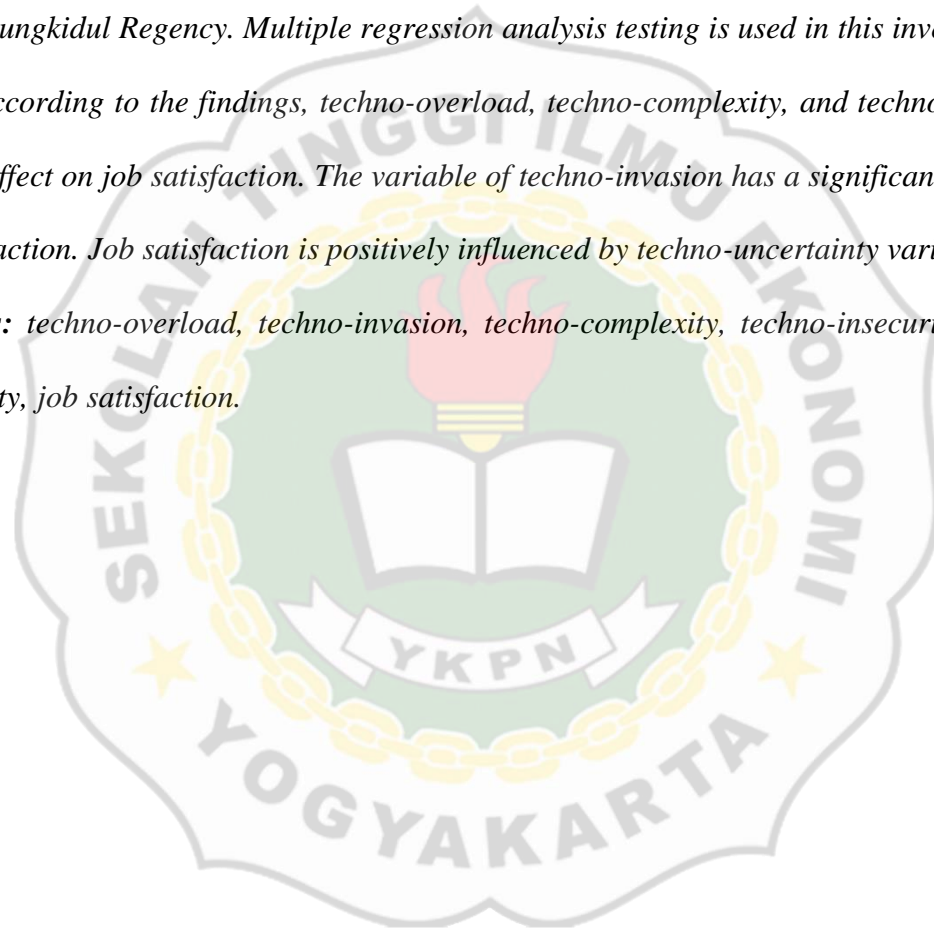 ungkidul Regency. Multiple regression analysis testing is used in this inv
ccording to the findings, techno-overload, techno-complexity, and techno
ffect on job satisfaction. The variable of techno-invasion has a significan
action. Job satisfaction is positively influenced by techno-uncertainty vari
: techno-overload, techno-invasion, techno-complexity, techno-insecuri
ty, job satisfaction.
SEKOLAH TINGGI ILMU EKONOMI
YKPN
YOGYAKARTA